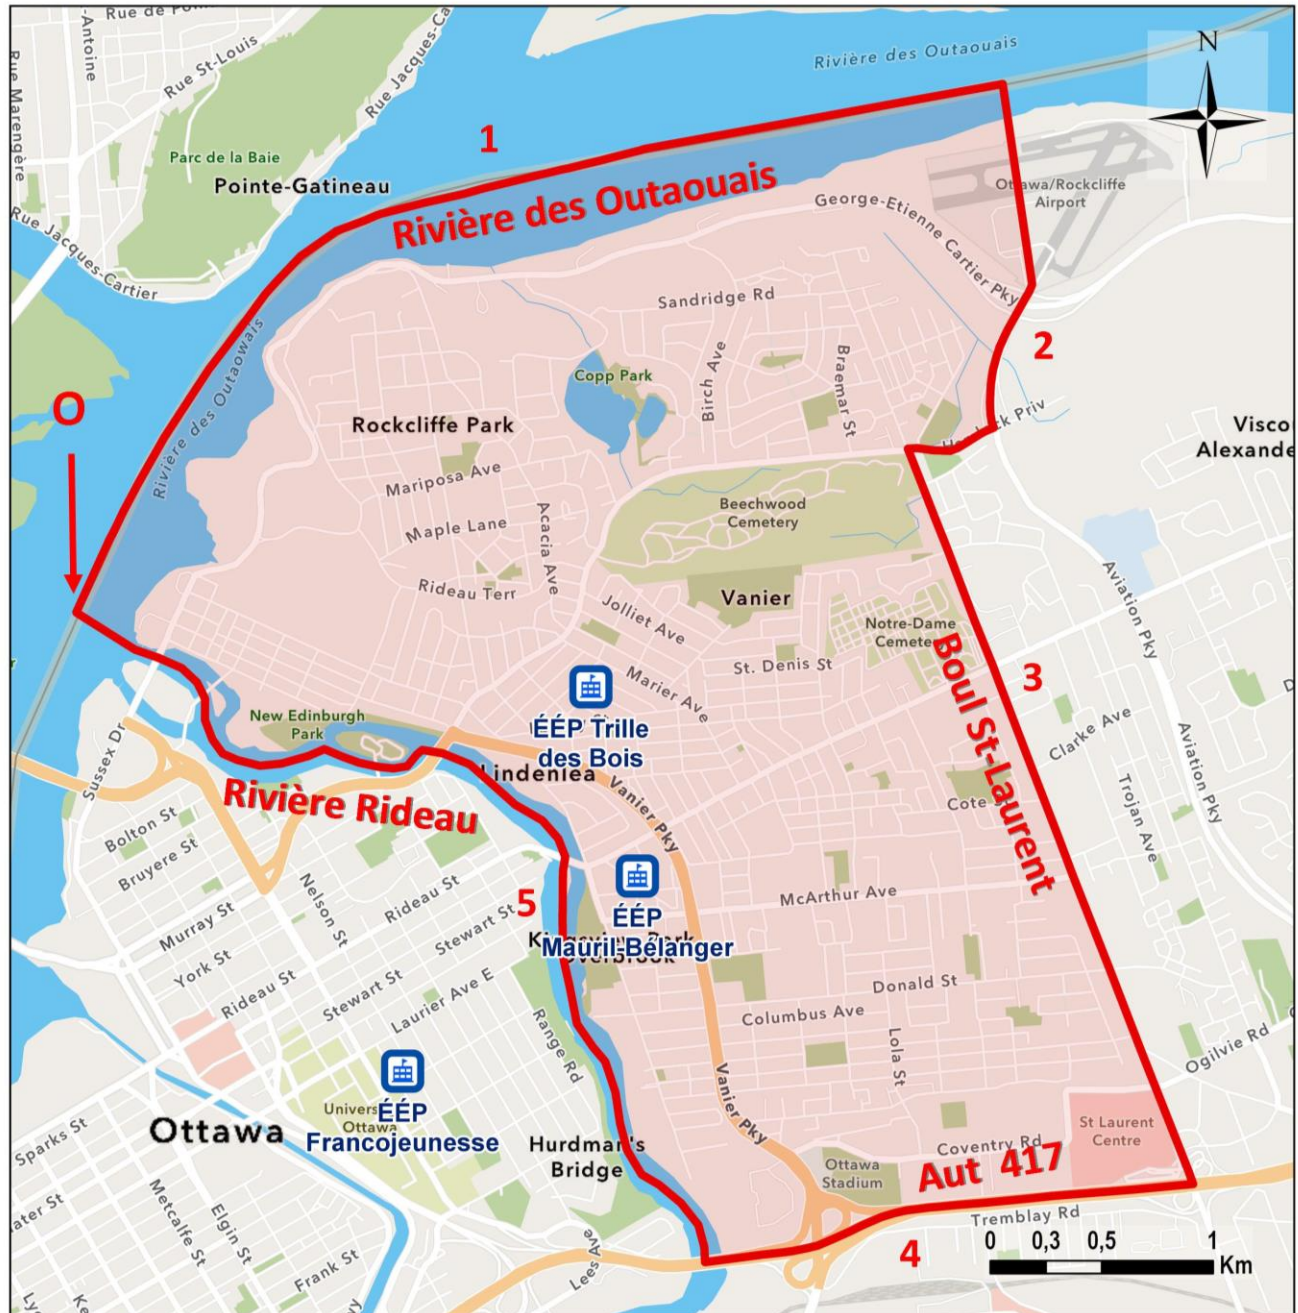 Rue St-Louis
Rue Jacques-Ca
Rue Marengère
-Antoine
Parc de la Baie
Pointe-Gatineau
Rue Jacques-Cartier
Rivière des Outaouais
N
1
Rivière des Outaouais
Ottawa/Rockcliffe
Airport
George-Etienne Cartier Pky
Sandridge Rd
2
Rivière des Outaowais
O
Copp Park
Birch Ave
Braemar St
Rockcliffe Park
Mariposa Ave
Maple Lane
Acacia Ave
Rideau Terr
Beechwood
Cemetery
Visco
Alexande
Aviation Pky
Vanier
Jolliet Ave
Notre-Dame
St. Denis St
Marier Ave
Boul St-Laurent
3
Clarke Ave
Aviation Pky
Trojan Ave
New Edinburgh
Park
ÉÉP Trille
des Bois
Lindenlea
Vanier Pky
Rivière Rideau
Sussex Dr
Bolton St
Bruyere St
Murray St
York St
Nelson St
Rideau St
Stewart St
5
ÉÉP
Mauril-Bélanger
McArthur Ave
Rideau St
Stewart St
Laurier Ave E
Range Rd
Donald St
Columbus Ave
Lola St
Ogilvie Rd
Vanier Pky
ÉÉP
Francojeunesse
Ottawa
Ottawa
Hurdman's
Bridge
Sparks St
Metcalfe St
Elgin St
Frank St
Lees Ave
Ottawa
Stadium
Coventry Rd
St Laurent
Centre
Aut 417
Tremblay Rd
4
0 0,3 0,5 1
Km